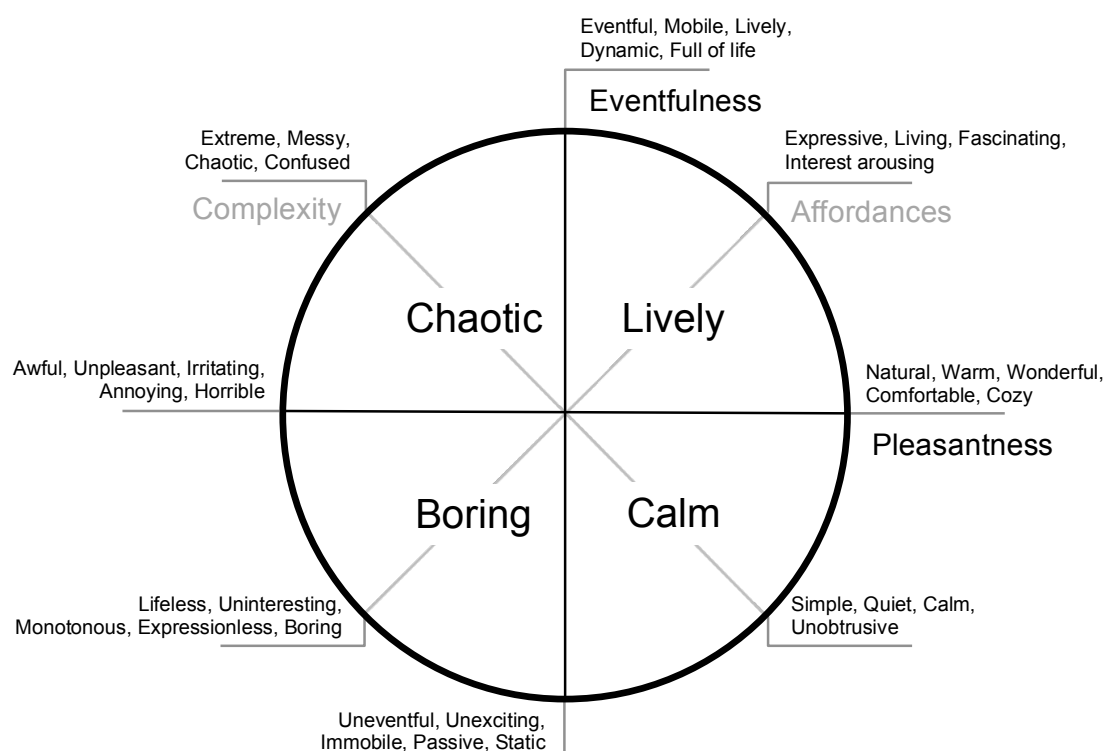 Eventful, Mobile, Lively,
Dynamic, Full of life
Eventfulness
Extreme, Messy,
Chaotic, Confused
Complexity
Expressive, Living, Fascinating,
Interest arousing
Affordances
Chaotic
Lively
Awful, Unpleasant, Irritating,
Annoying, Horrible
Natural, Warm, Wonderful,
Comfortable, Cozy
Pleasantness
Boring
Calm
Lifeless, Uninteresting,
Monotonous, Expressionless, Boring
Simple, Quiet, Calm,
Unobtrusive
Uneventful, Unexciting,
Immobile, Passive, Static